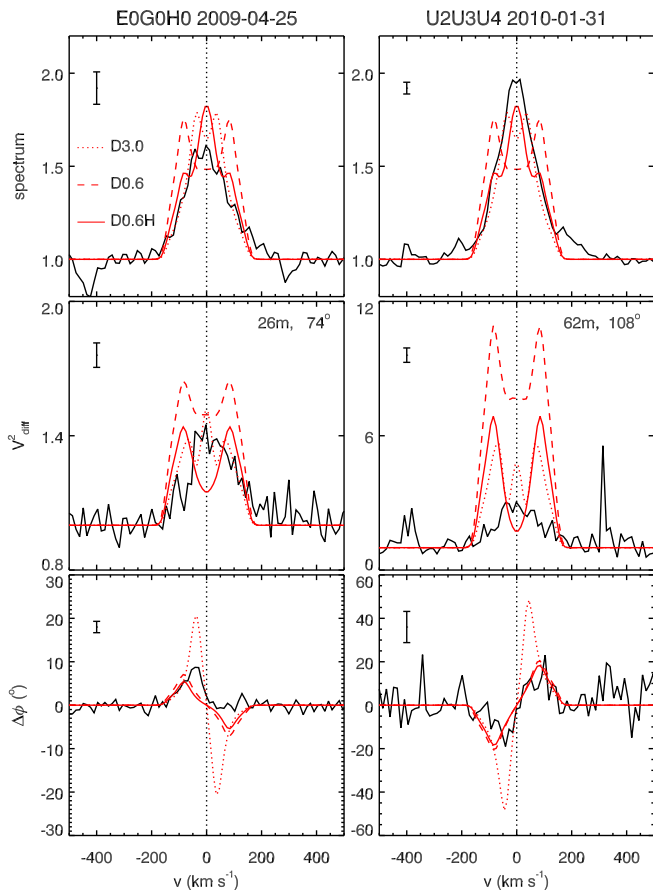 E0G0H0 2009-04-25
U2U3U4 2010-01-31
2.0
1.5
1.0
spectrum
D3.0
D0.6
D0.6H
2.0
1.5
1.0
2.0
1.4
0.8
V²diff
26m, 74°
12
6
0
62m, 108°
30
20
10
0
-10
-20
-30
Δϕ (°)
60
40
20
0
-20
-40
-60
-400 -200 0 200 400
v (km s⁻¹)
-400 -200 0 200 400
v (km s⁻¹)